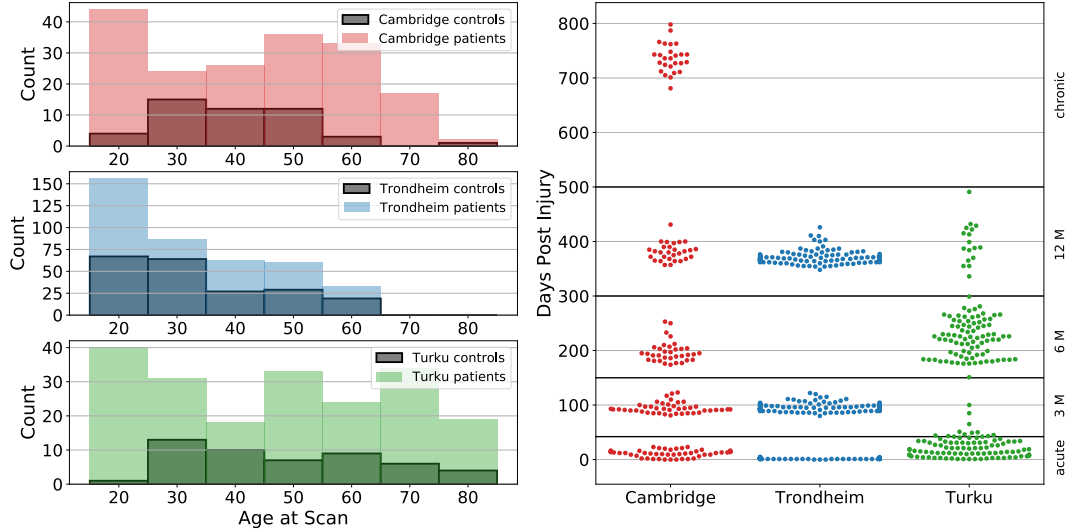 40
30
20
10
0
Count
Cambridge controls
Cambridge patients
20 30 40 50 60 70 80
150
125
100
75
50
25
0
Count
Trondheim controls
Trondheim patients
20 30 40 50 60 70 80
40
30
20
10
0
Count
Turku controls
Turku patients
20 30 40 50 60 70 80
Age at Scan
Days Post Injury
800
700
600
500
400
300
200
100
0
chronic
12 M
6 M
3 M
acute
Cambridge Trondheim Turku